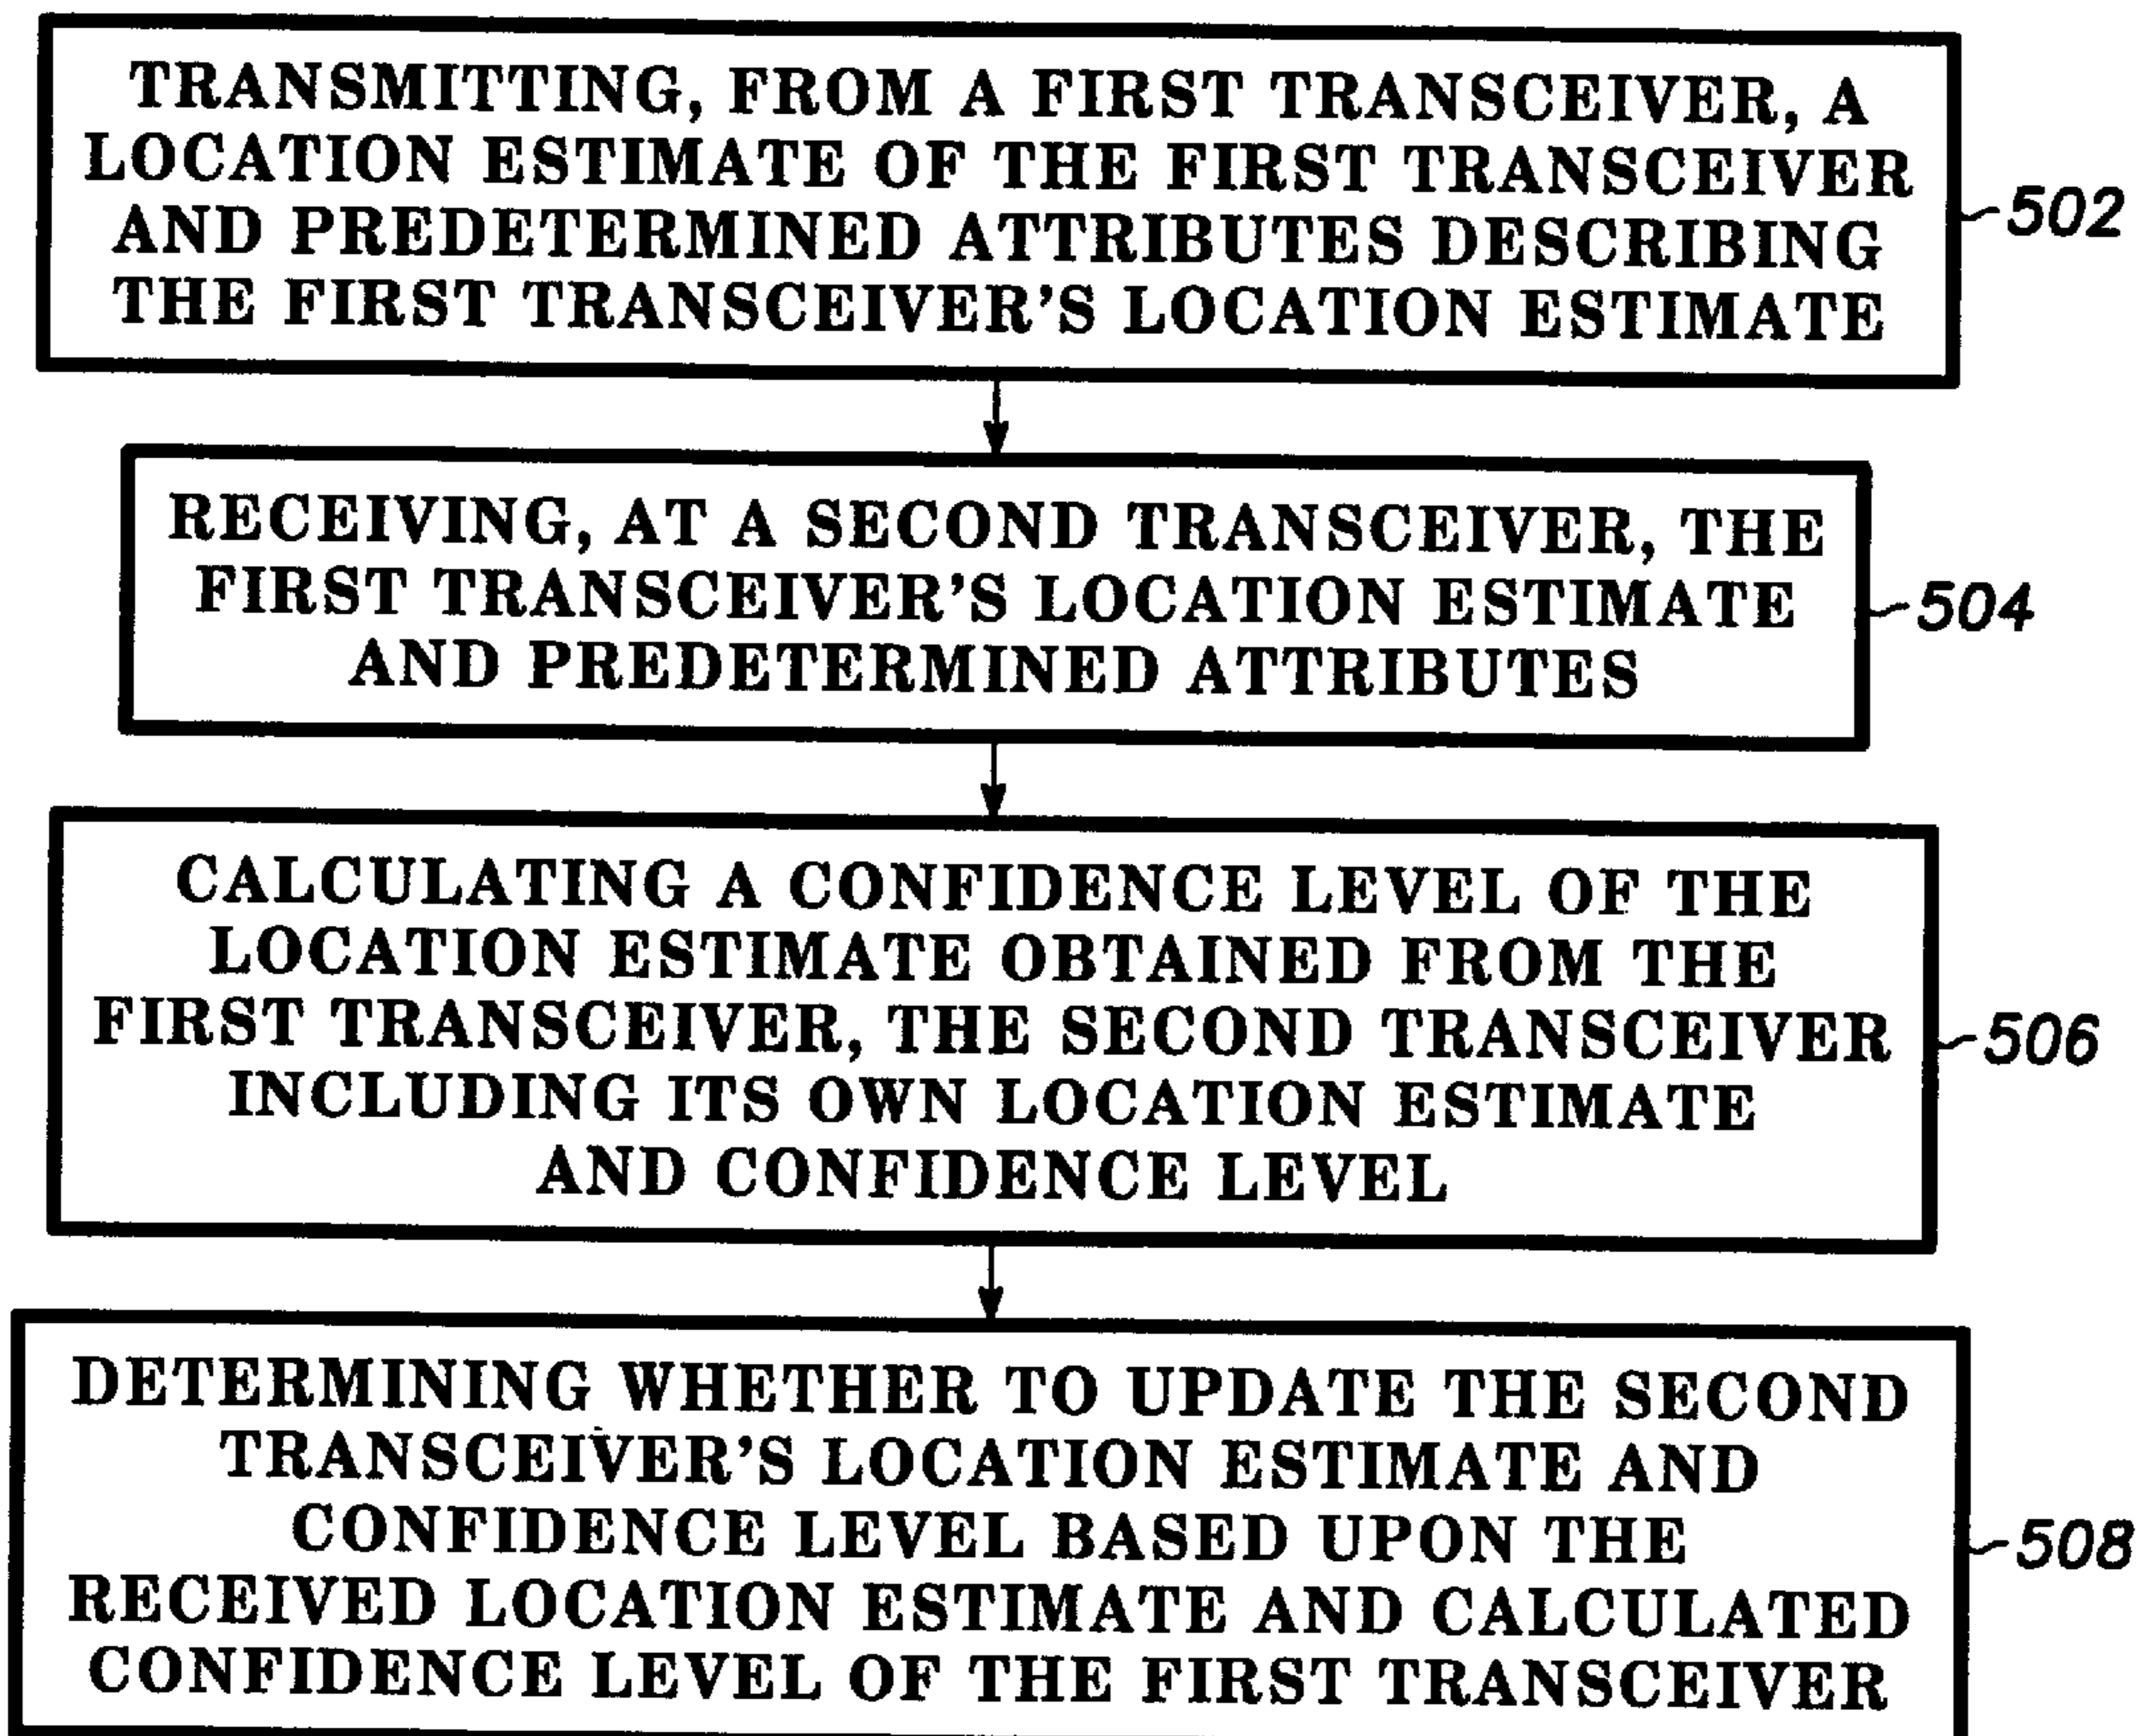 TRANSMITTING, FROM A FIRST TRANSCEIVER, A
LOCATION ESTIMATE OF THE FIRST TRANSCEIVER
AND PREDETERMINED ATTRIBUTES DESCRIBING
THE FIRST TRANSCEIVER'S LOCATION ESTIMATE
502
RECEIVING, AT A SECOND TRANSCEIVER, THE
FIRST TRANSCEIVER'S LOCATION ESTIMATE
AND PREDETERMINED ATTRIBUTES
504
CALCULATING A CONFIDENCE LEVEL OF THE
LOCATION ESTIMATE OBTAINED FROM THE
FIRST TRANSCEIVER, THE SECOND TRANSCEIVER
INCLUDING ITS OWN LOCATION ESTIMATE
AND CONFIDENCE LEVEL
506
DETERMINING WHETHER TO UPDATE THE SECOND
TRANSCEIVER'S LOCATION ESTIMATE AND
CONFIDENCE LEVEL BASED UPON THE
RECEIVED LOCATION ESTIMATE AND CALCULATED
CONFIDENCE LEVEL OF THE FIRST TRANSCEIVER
508